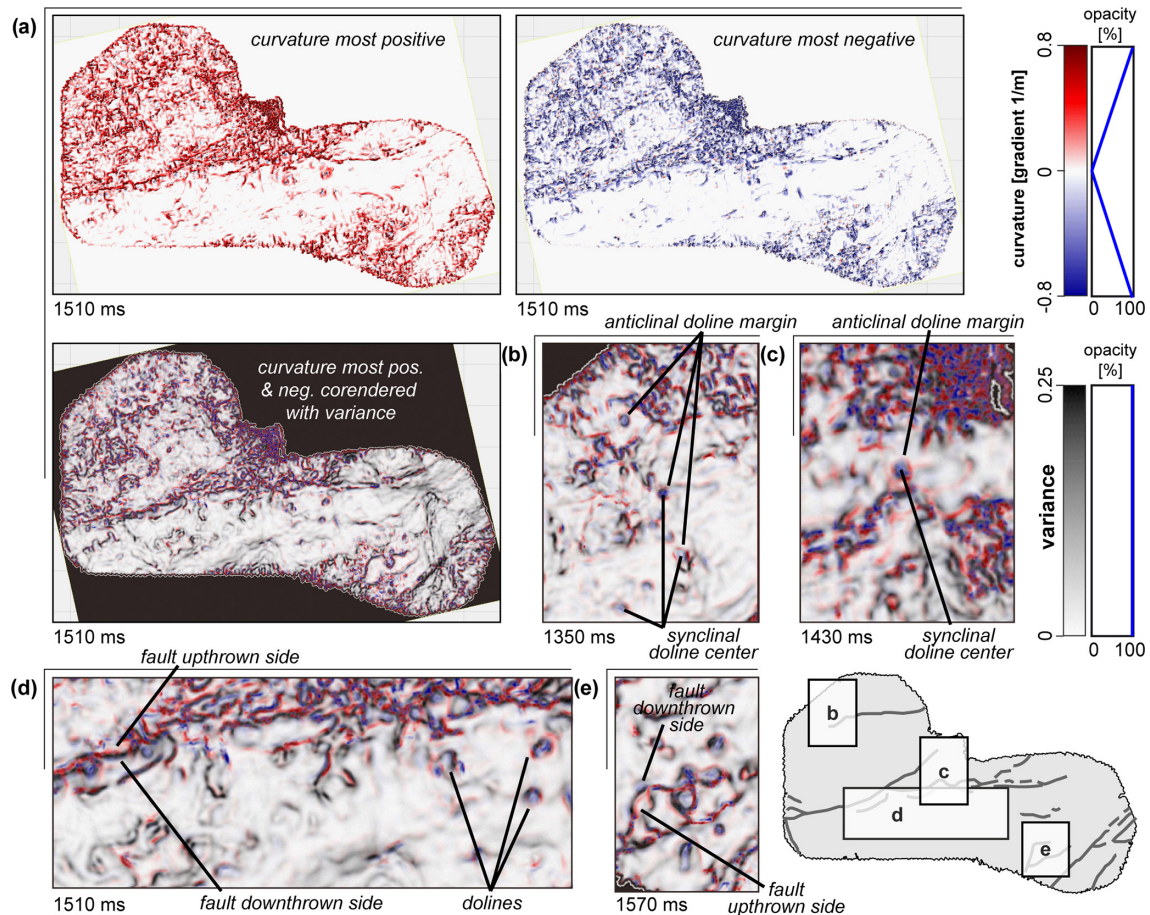 (a)
curvature most positive
1510 ms
curvature most negative
1510 ms
opacity
[%]
0.8
0
-0.8
curvature [gradient 1/m]
0 100
curvature most pos.
& neg. corendered
with variance
1510 ms
(b)
anticlinal doline margin
1350 ms
synclinal
doline center
(c)
anticlinal doline margin
1430 ms
synclinal
doline center
opacity
[%]
0.25
0
variance
0 100
(d)
fault upthrown side
1510 ms
fault downthrown side
dolines
(e)
fault
downthrown
side
1570 ms
fault
upthrown side
b
c
d
e